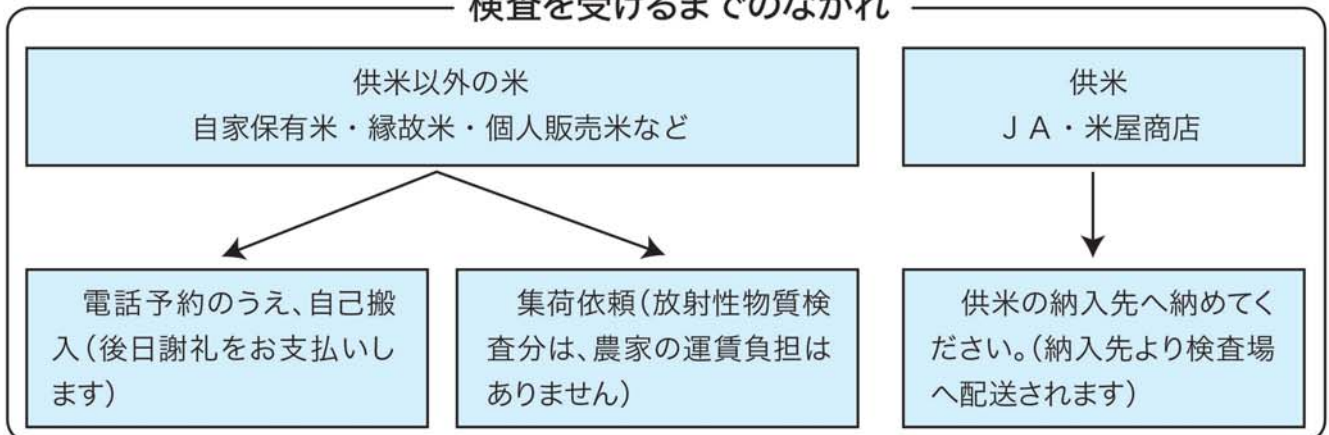 検査を受けるまでのながれ
供米以外の米
自家保有米・縁故米・個人販売米など
供米
ＪＡ・米屋商店
電話予約のうえ、自己搬
入(後日謝礼をお支払いし
ます)
集荷依頼(放射性物質検
査分は、農家の運賃負担は
ありません)
供米の納入先へ納めてく
ださい。(納入先より検査場
へ配送されます)